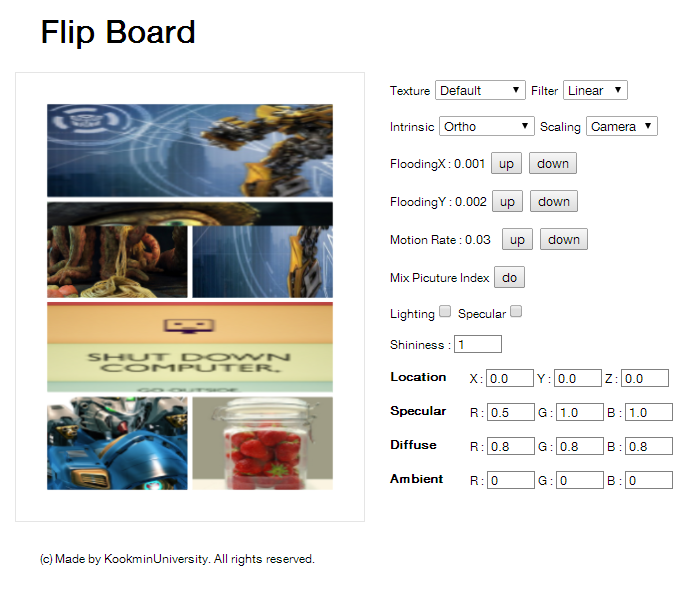 Flip Board
Texture Default Filter Linear
Intrinsic Ortho Scaling Camera
FloodingX : 0.001 up down
FloodingY : 0.002 up down
Motion Rate : 0.03 up down
Mix Picuture Index do
Lighting Specular
Shininess : 1
Location X : 0.0 Y : 0.0 Z : 0.0
Specular R : 0.5 G : 1.0 B : 1.0
Diffuse R : 0.8 G : 0.8 B : 0.8
Ambient R : 0 G : 0 B : 0
SHUT DOWN
COMPUTER.
GO OUTSIDE
(c) Made by KookminUniversity. All rights reserved.